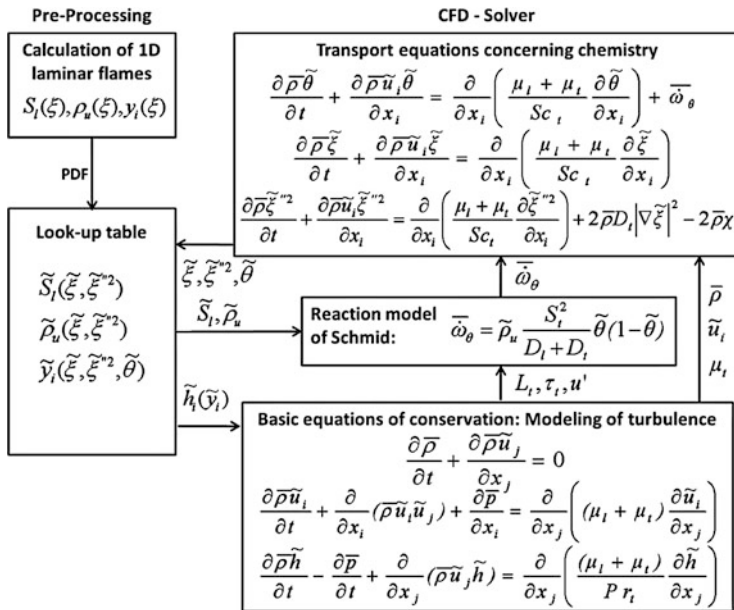 Pre-Processing
CFD - Solver
Calculation of 1D
laminar flames
S_l(ξ),ρ_u(ξ),y_i(ξ)
PDF
Look-up table
S̃_l(ξ̃,ξ̃"²)
ρ̃_u(ξ̃,ξ̃"²)
ỹ_i(ξ̃,ξ̃"²,θ̃)
Transport equations concerning chemistry
∂ρ̄θ̃/∂t + ∂ρ̄ũ_iθ̃/∂x_i = ∂/∂x_i((μ_l + μ_t)/Sc_t ∂θ̃/∂x_i) + ω̇̄_θ
∂ρ̄ξ̃/∂t + ∂ρ̄ũ_iξ̃/∂x_i = ∂/∂x_i((μ_l + μ_t)/Sc_t ∂ξ̃/∂x_i)
∂ρ̄ξ̃"²/∂t + ∂ρ̄ũ_iξ̃"²/∂x_i = ∂/∂x_i((μ_l + μ_t)/Sc_t ∂ξ̃"²/∂x_i) + 2ρ̄D_t|∇ξ̃|² − 2ρ̄χ
ξ̃,ξ̃"²,θ̃
S̃_l,ρ̃_u
h̃_i(ỹ_i)
ω̇̄_θ
Reaction model
of Schmid:
ω̇̄_θ = ρ̃_u S_t²/(D_l + D_t) θ̃(1-θ̃)
L_t,τ_t,u'
ρ̄
ũ_i
μ_t
Basic equations of conservation: Modeling of turbulence
∂ρ̄/∂t + ∂ρ̄ũ_j/∂x_j = 0
∂ρ̄ũ_i/∂t + ∂/∂x_i(ρ̄ũ_iũ_j) + ∂p̄/∂x_i = ∂/∂x_j((μ_l + μ_t) ∂ũ_i/∂x_j)
∂ρ̄h̃/∂t − ∂p̄/∂t + ∂/∂x_j(ρ̄ũ_jh̃) = ∂/∂x_j((μ_l + μ_t)/Pr_t ∂h̃/∂x_j)